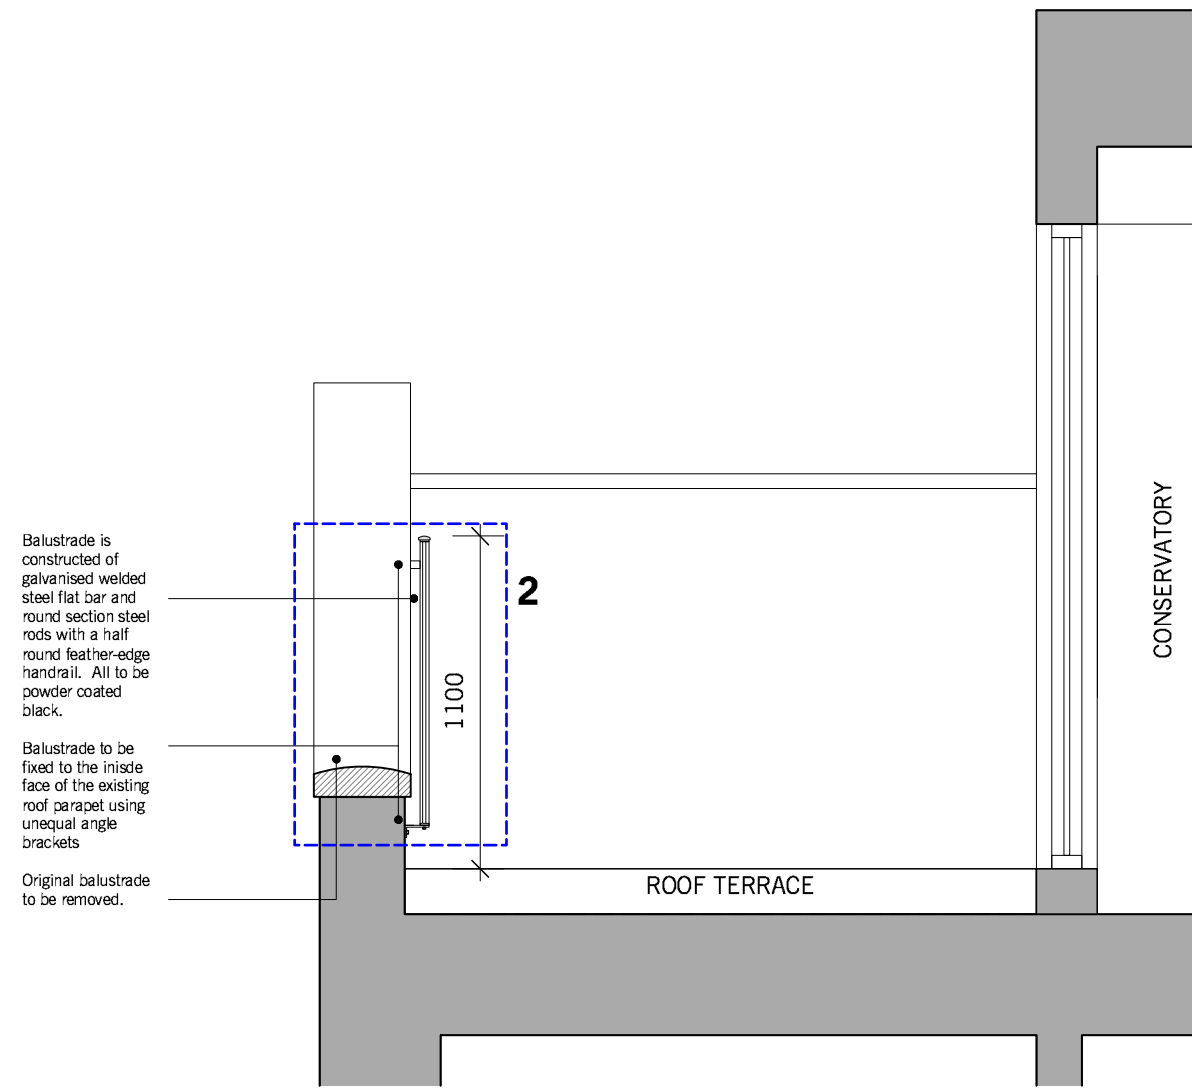 Balustrade is
constructed of
galvanised welded
steel flat bar and
round section steel
rods with a half
round feather-edge
handrail. All to be
powder coated
black.
Balustrade to be
fixed to the inisde
face of the existing
roof parapet using
unequal angle
brackets
Original balustrade
to be removed.
2
1100
ROOF TERRACE
CONSERVATORY